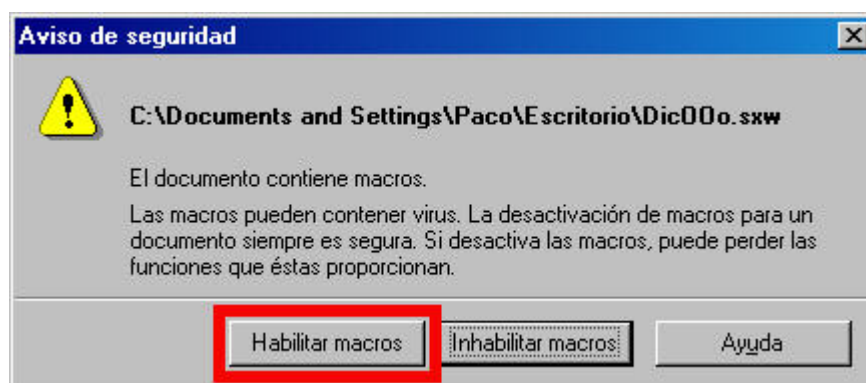 Aviso de seguridad
C:\Documents and Settings\Paco\Escritorio\DicOOo.sxw
El documento contiene macros.
Las macros pueden contener virus. La desactivación de macros para un
documento siempre es segura. Si desactiva las macros, puede perder las
funciones que éstas proporcionan.
Habilitar macros Inhabilitar macros Ayuda